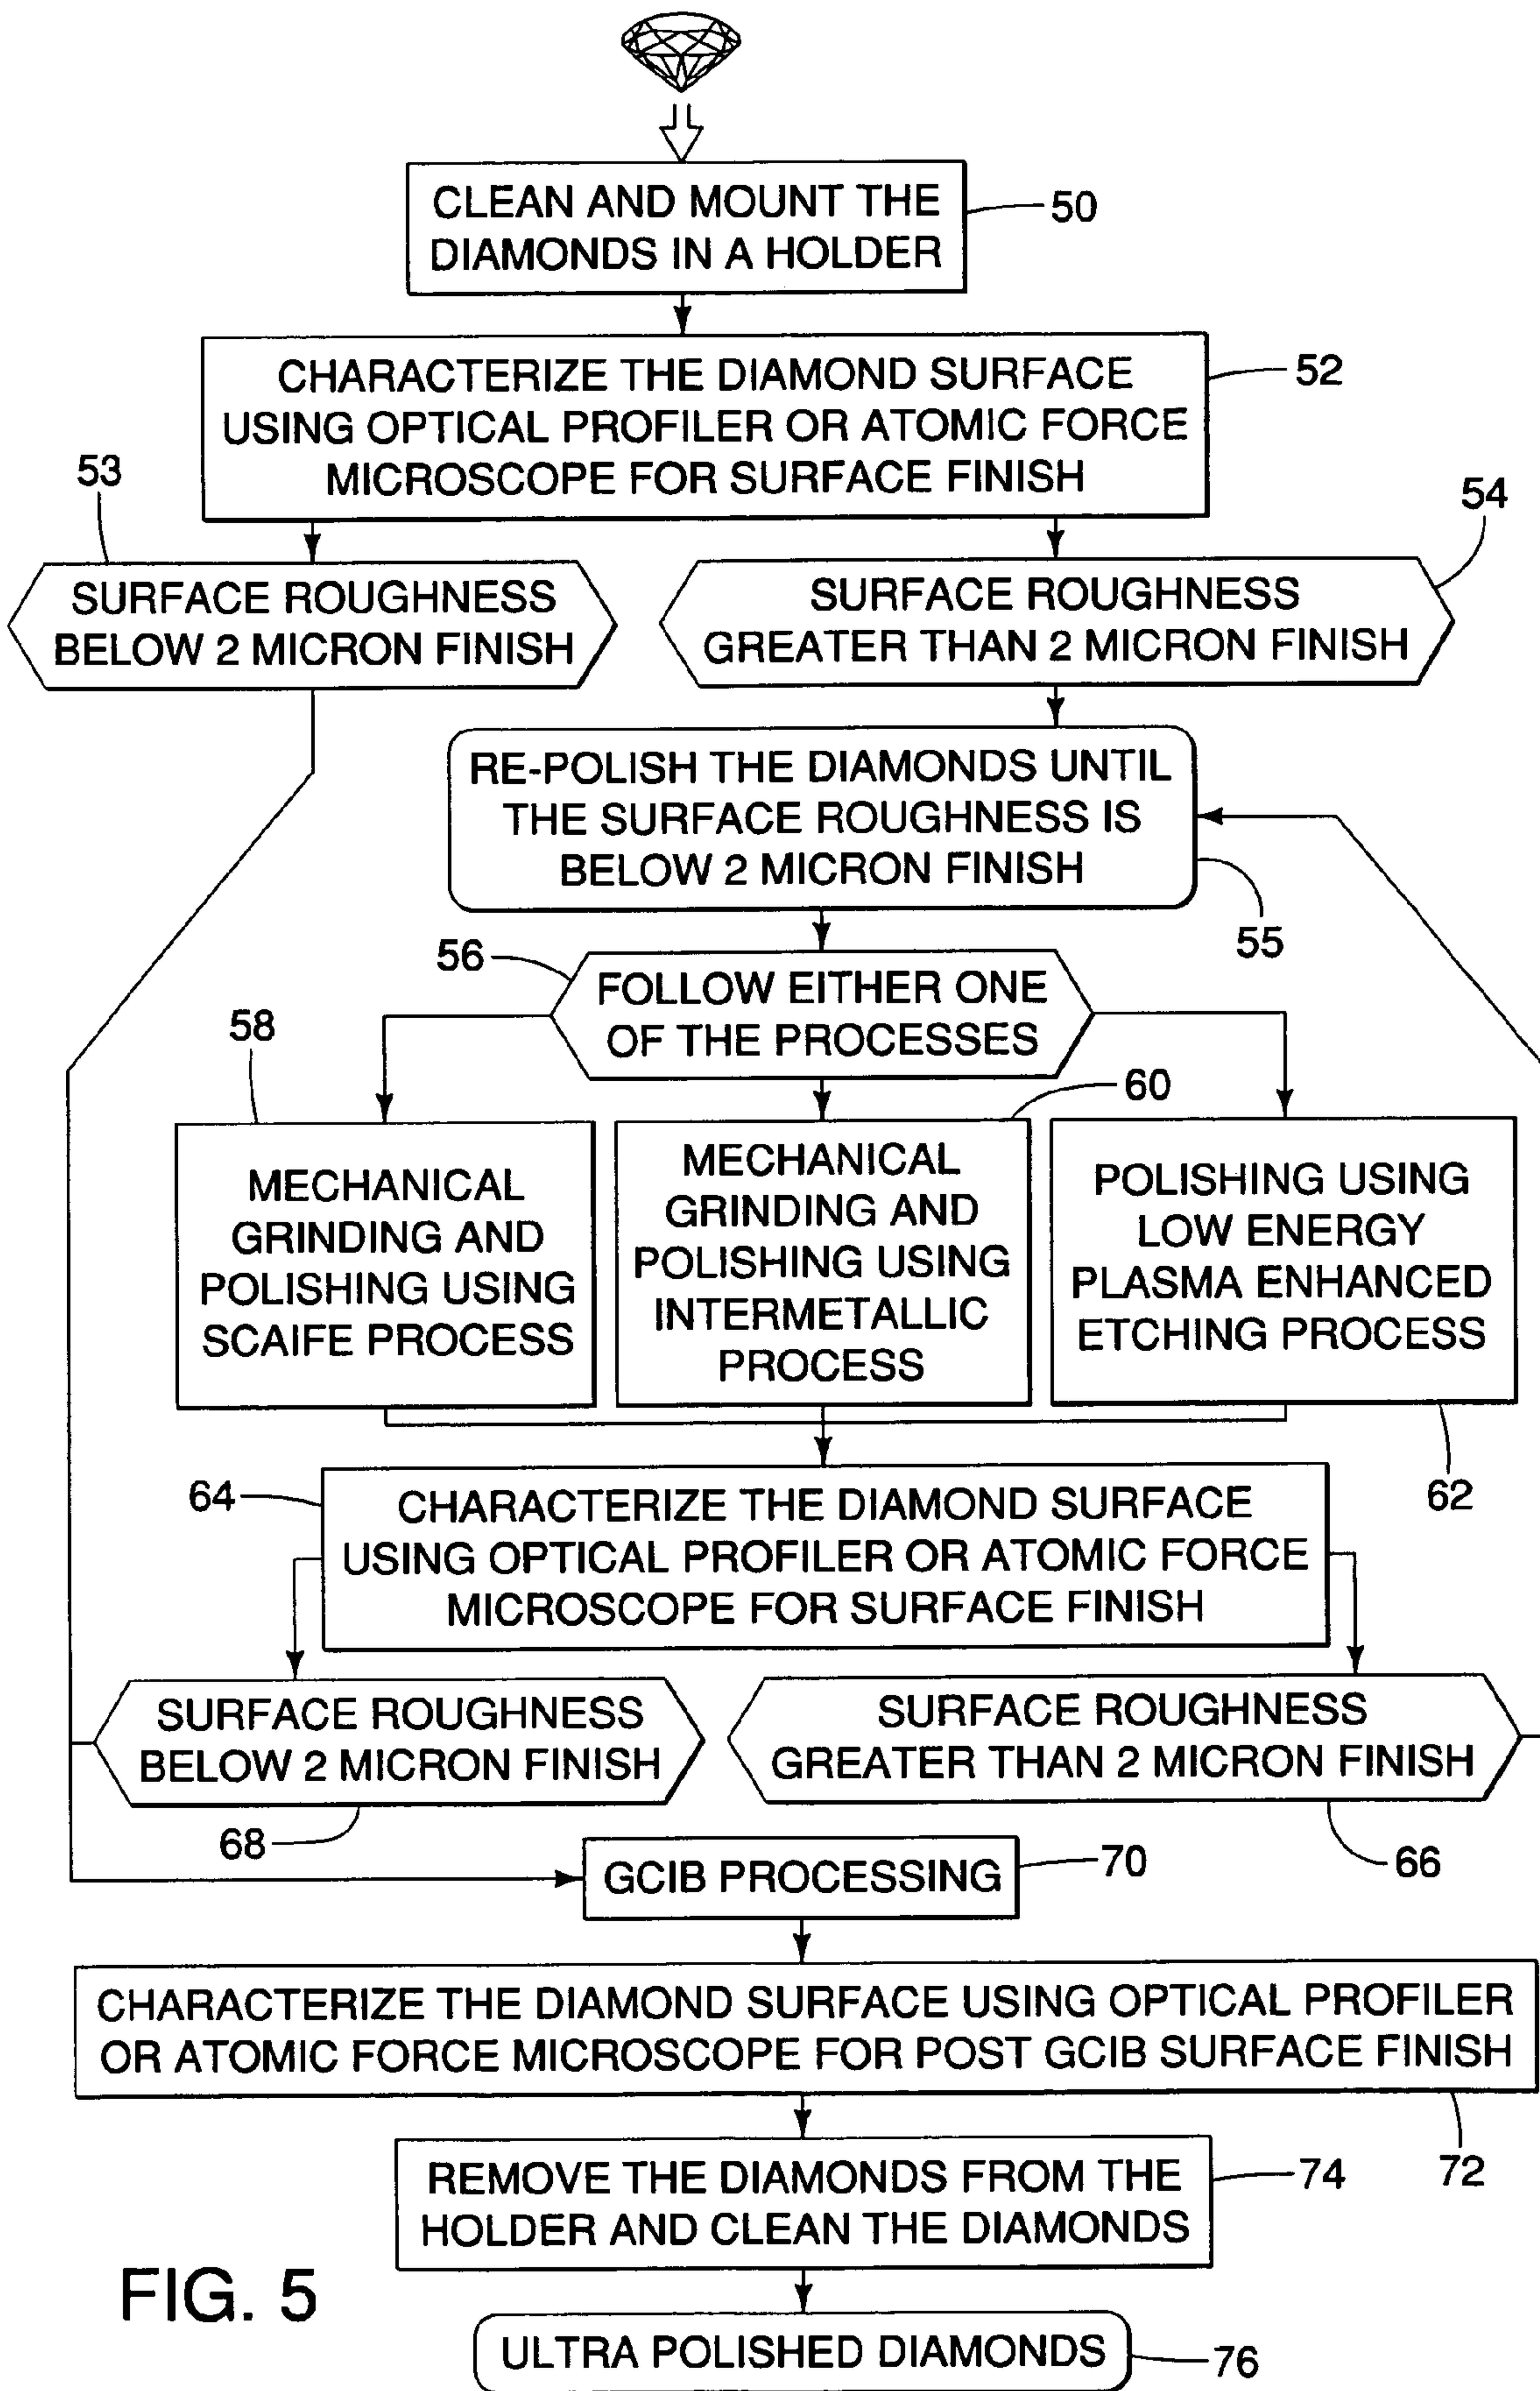 CLEAN AND MOUNT THE
DIAMONDS IN A HOLDER
50
CHARACTERIZE THE DIAMOND SURFACE
USING OPTICAL PROFILER OR ATOMIC FORCE
MICROSCOPE FOR SURFACE FINISH
52
53
SURFACE ROUGHNESS
BELOW 2 MICRON FINISH
54
SURFACE ROUGHNESS
GREATER THAN 2 MICRON FINISH
RE-POLISH THE DIAMONDS UNTIL
THE SURFACE ROUGHNESS IS
BELOW 2 MICRON FINISH
55
56
FOLLOW EITHER ONE
OF THE PROCESSES
58
MECHANICAL
GRINDING AND
POLISHING USING
SCAIFE PROCESS
60
MECHANICAL
GRINDING AND
POLISHING USING
INTERMETALLIC
PROCESS
POLISHING USING
LOW ENERGY
PLASMA ENHANCED
ETCHING PROCESS
62
64
CHARACTERIZE THE DIAMOND SURFACE
USING OPTICAL PROFILER OR ATOMIC FORCE
MICROSCOPE FOR SURFACE FINISH
SURFACE ROUGHNESS
BELOW 2 MICRON FINISH
68
SURFACE ROUGHNESS
GREATER THAN 2 MICRON FINISH
66
GCIB PROCESSING
70
CHARACTERIZE THE DIAMOND SURFACE USING OPTICAL PROFILER
OR ATOMIC FORCE MICROSCOPE FOR POST GCIB SURFACE FINISH
72
REMOVE THE DIAMONDS FROM THE
HOLDER AND CLEAN THE DIAMONDS
74
FIG. 5
ULTRA POLISHED DIAMONDS
76